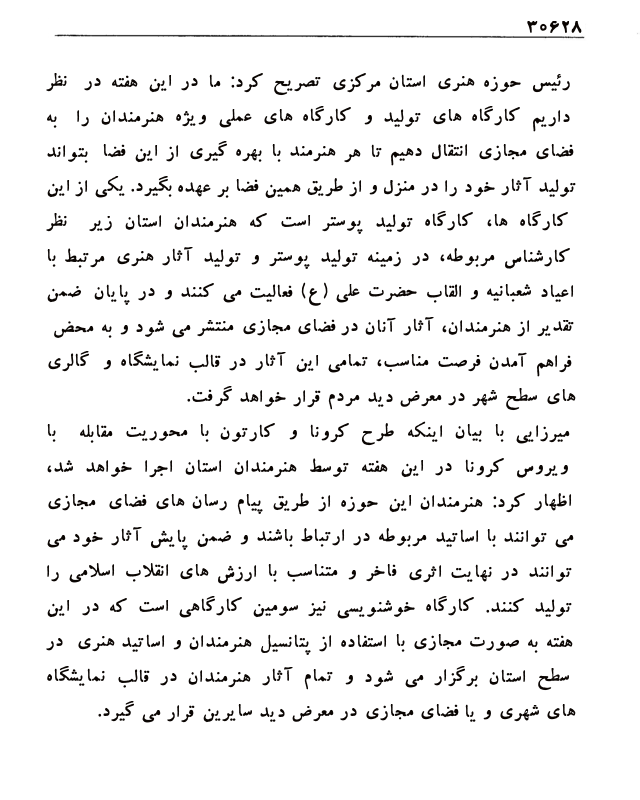 ۳۰۶۲۸
رئیس حوزه هنری استان مرکزی تصریح کرد: ما در این هفته در نظر
داریم کارگاه های تولید و کارگاه های عملی ویژه هنرمندان را به
فضای مجازی انتقال دهیم تا هر هنرمند با بهره گیری از این فضا بتواند
تولید آثار خود را در منزل و از طریق همین فضا بر عهده بگیرد. یکی از این
کارگاه ها، کارگاه تولید پوستر است که هنرمندان استان زیر نظر
کارشناس مربوطه، در زمینه تولید پوستر و تولید آثار هنری مرتبط با
اعیاد شعبانیه و القاب حضرت علی (ع) فعالیت می کنند و در پایان ضمن
تقدیر از هنرمندان، آثار آنان در فضای مجازی منتشر می شود و به محض
فراهم آمدن فرصت مناسب، تمامی این آثار در قالب نمایشگاه و گالری
های سطح شهر در معرض دید مردم قرار خواهد گرفت.
میرزایی با بیان اینکه طرح کرونا و کارتون با محوریت مقابله با
ویروس کرونا در این هفته توسط هنرمندان استان اجرا خواهد شد،
اظهار کرد: هنرمندان این حوزه از طریق پیام رسان های فضای مجازی
می توانند با اساتید مربوطه در ارتباط باشند و ضمن پایش آثار خود می
توانند در نهایت اثری فاخر و متناسب با ارزش های انقلاب اسلامی را
تولید کنند. کارگاه خوشنویسی نیز سومین کارگاهی است که در این
هفته به صورت مجازی با استفاده از پتانسیل هنرمندان و اساتید هنری در
سطح استان برگزار می شود و تمام آثار هنرمندان در قالب نمایشگاه
های شهری و یا فضای مجازی در معرض دید سایرین قرار می گیرد.